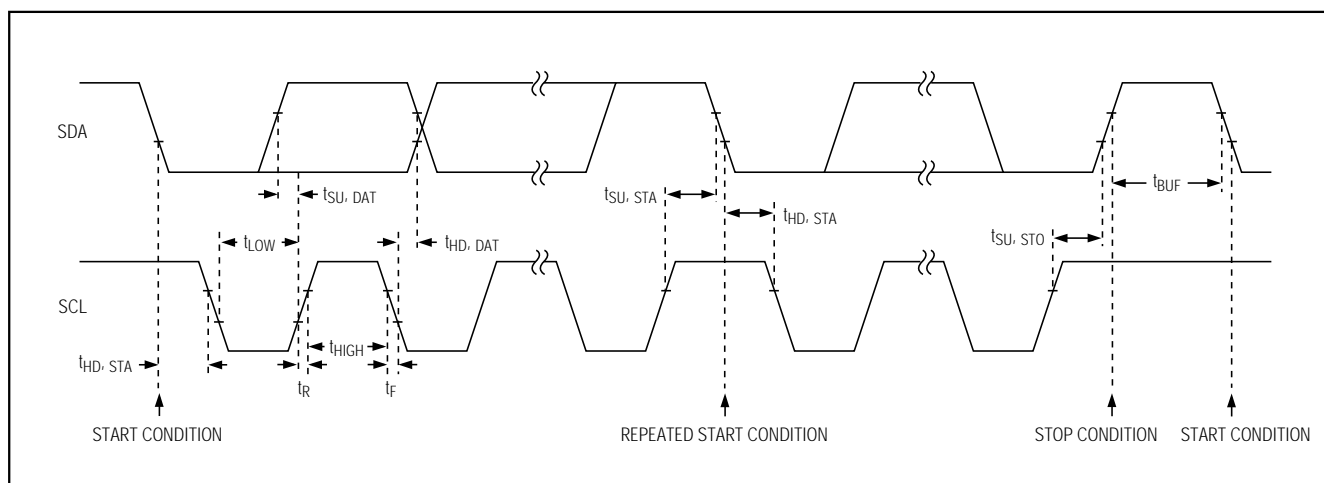 SDA
tSU, DAT
tSU, STA
tBUF
tHD, STA
tLOW
tHD, DAT
tSU, STO
SCL
tHIGH
tHD, STA
tR
tF
START CONDITION
REPEATED START CONDITION
STOP CONDITION
START CONDITION